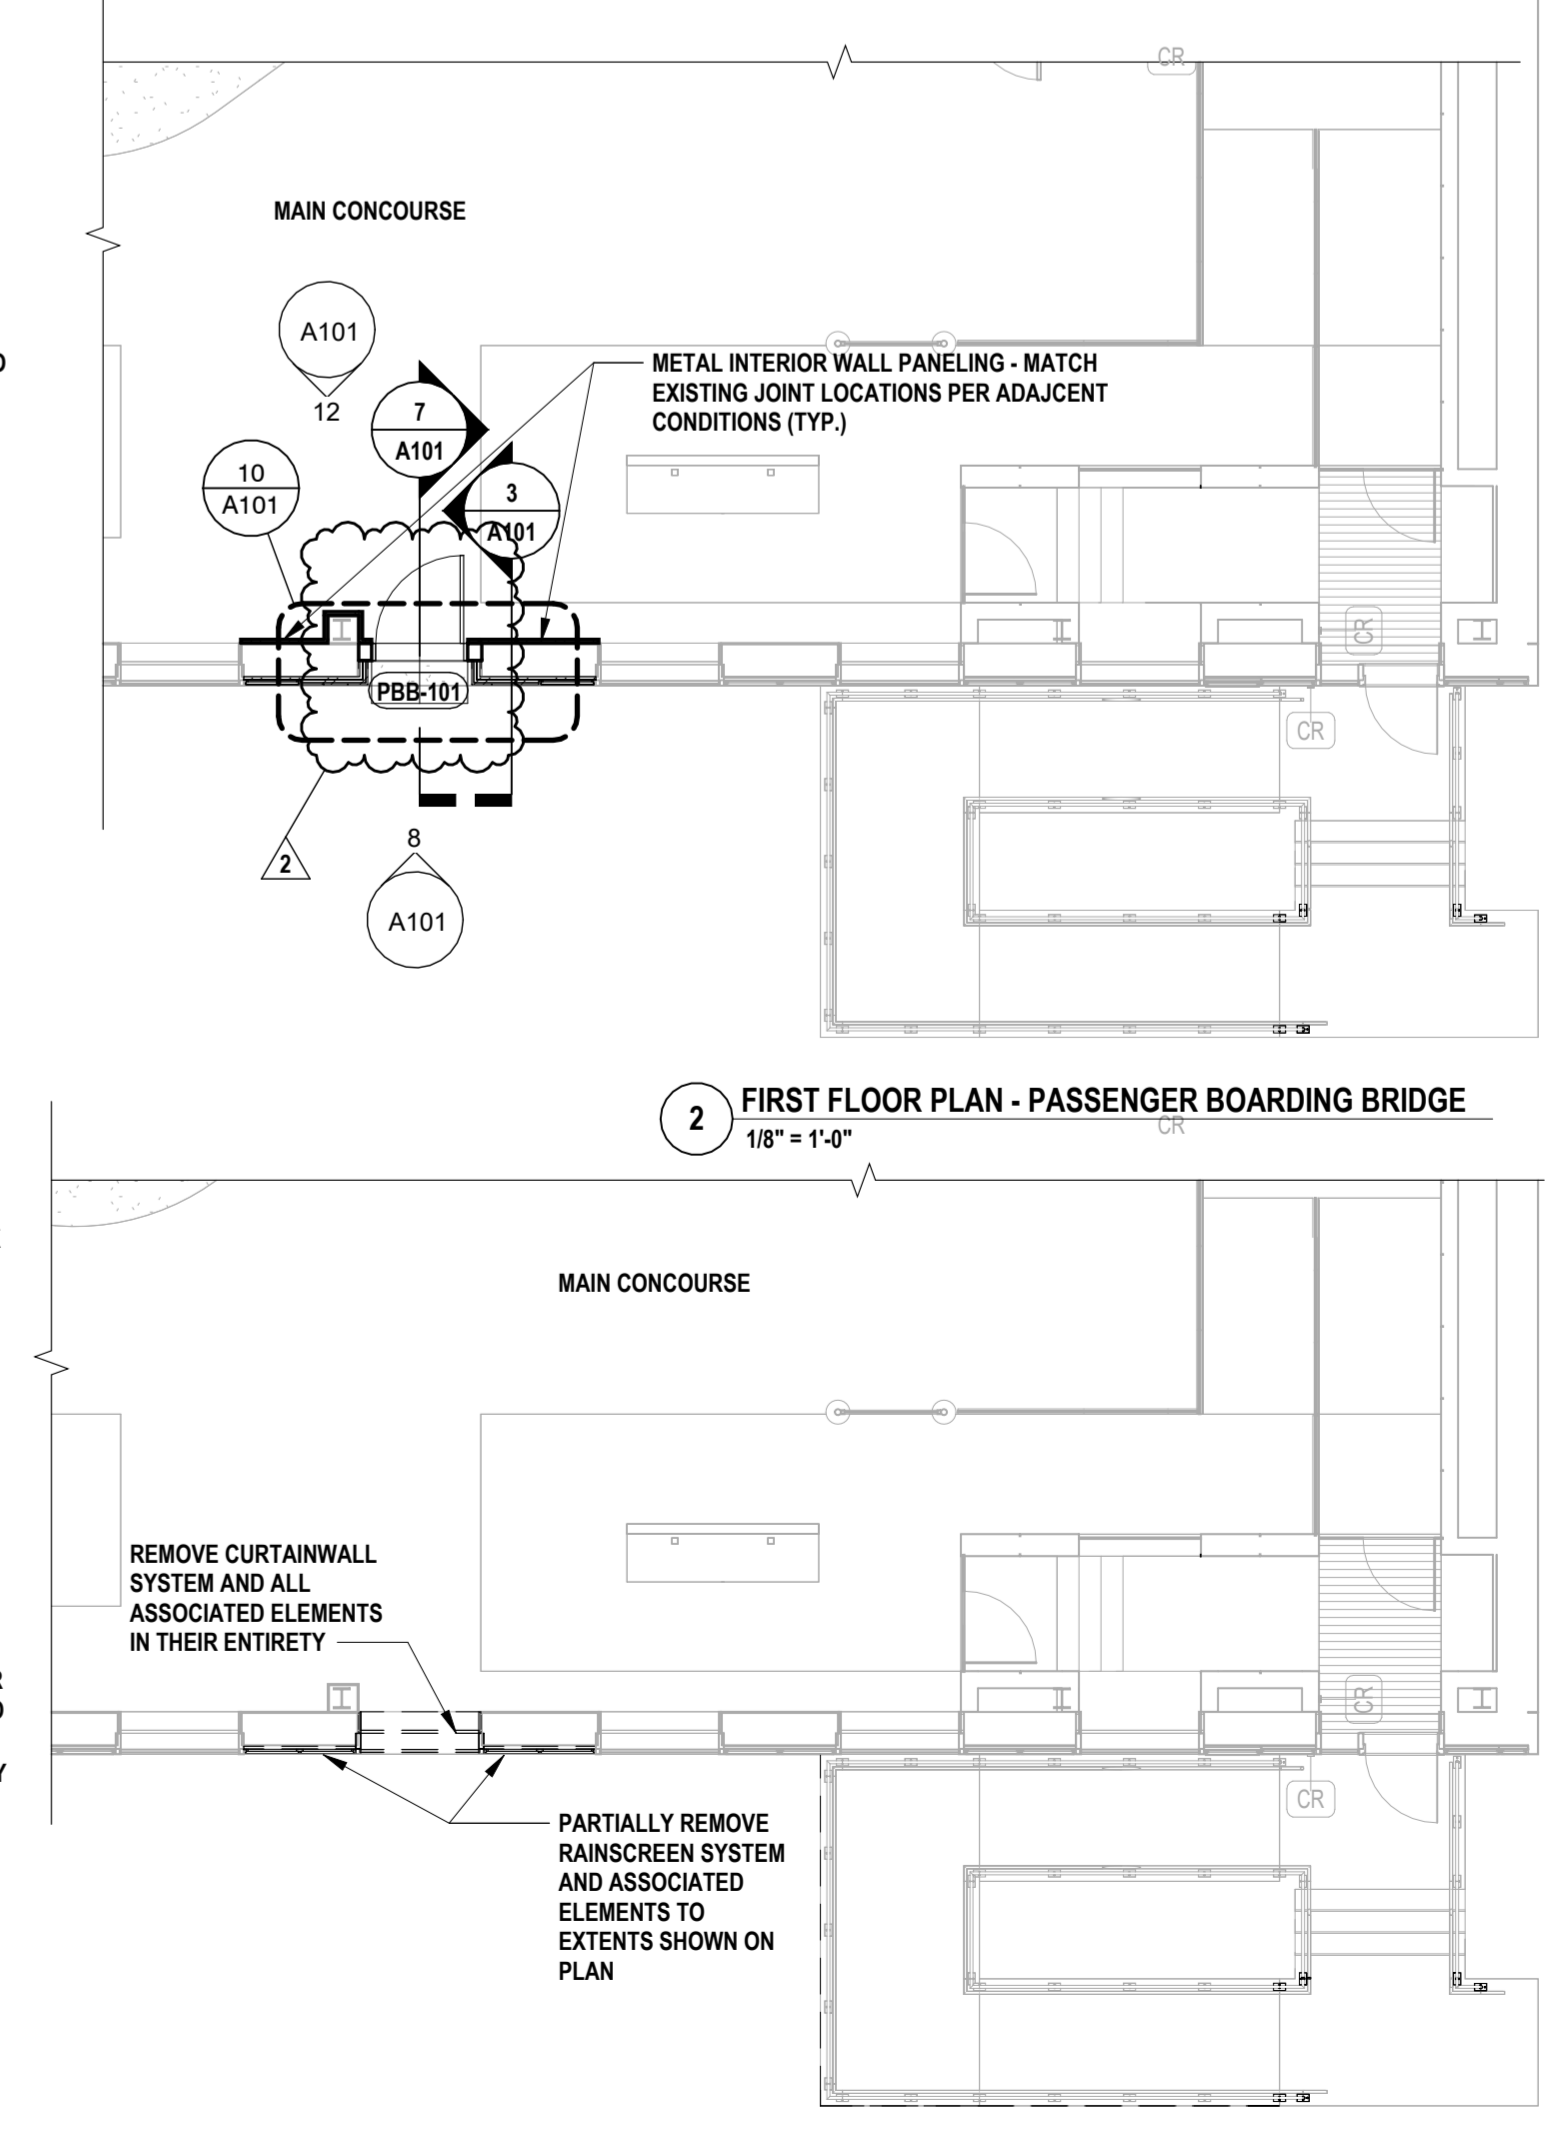 CR
MAIN CONCOURSE
A101
12
7
A101
METAL INTERIOR WALL PANELING - MATCH
EXISTING JOINT LOCATIONS PER ADAJCENT
CONDITIONS (TYP.)
10
A101
3
A101
CR
PBB-101
CR
2
8
A101
2
FIRST FLOOR PLAN - PASSENGER BOARDING BRIDGE
1/8" = 1'-0"
CR
MAIN CONCOURSE
REMOVE CURTAINWALL
SYSTEM AND ALL
ASSOCIATED ELEMENTS
IN THEIR ENTIRETY
CR
CR
PARTIALLY REMOVE
RAINSCREEN SYSTEM
AND ASSOCIATED
ELEMENTS TO
EXTENTS SHOWN ON
PLAN